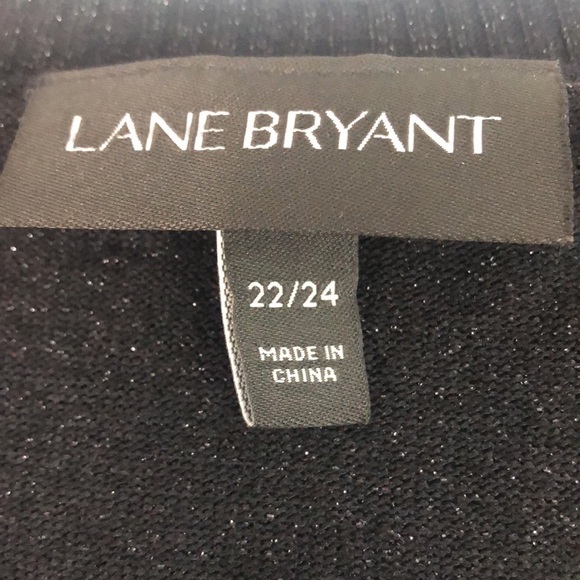 LANE BRYANT
22/24
MADE IN
CHINA